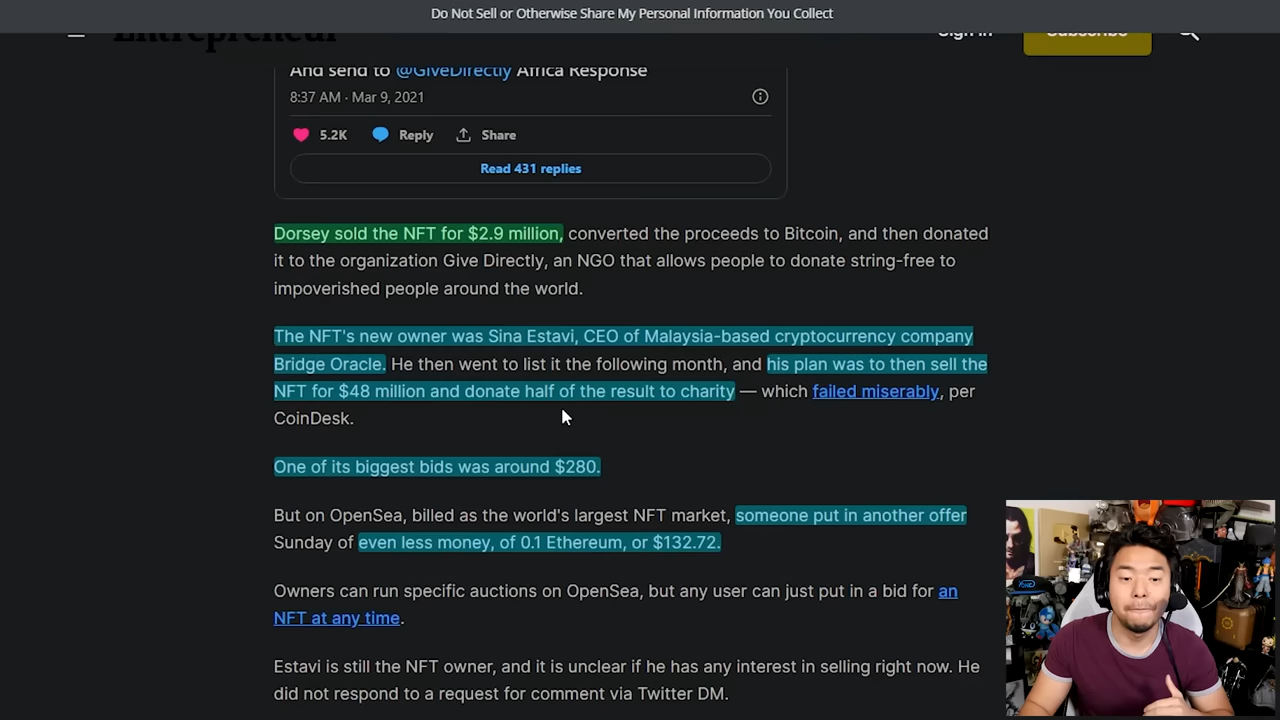 Do Not Sell or Otherwise Share My Personal Information You Collect
Entrepreneur
Sign in
Subscribe
And send to @GiveDirectly Africa Response
8:37 AM · Mar 9, 2021
5.2K Reply Share
Read 431 replies
Dorsey sold the NFT for $2.9 million, converted the proceeds to Bitcoin, and then donated
it to the organization Give Directly, an NGO that allows people to donate string-free to
impoverished people around the world.
The NFT's new owner was Sina Estavi, CEO of Malaysia-based cryptocurrency company
Bridge Oracle. He then went to list it the following month, and his plan was to then sell the
NFT for $48 million and donate half of the result to charity — which failed miserably, per
CoinDesk.
One of its biggest bids was around $280.
But on OpenSea, billed as the world's largest NFT market, someone put in another offer
Sunday of even less money, of 0.1 Ethereum, or $132.72.
Owners can run specific auctions on OpenSea, but any user can just put in a bid for an
NFT at any time.
Estavi is still the NFT owner, and it is unclear if he has any interest in selling right now. He
did not respond to a request for comment via Twitter DM.